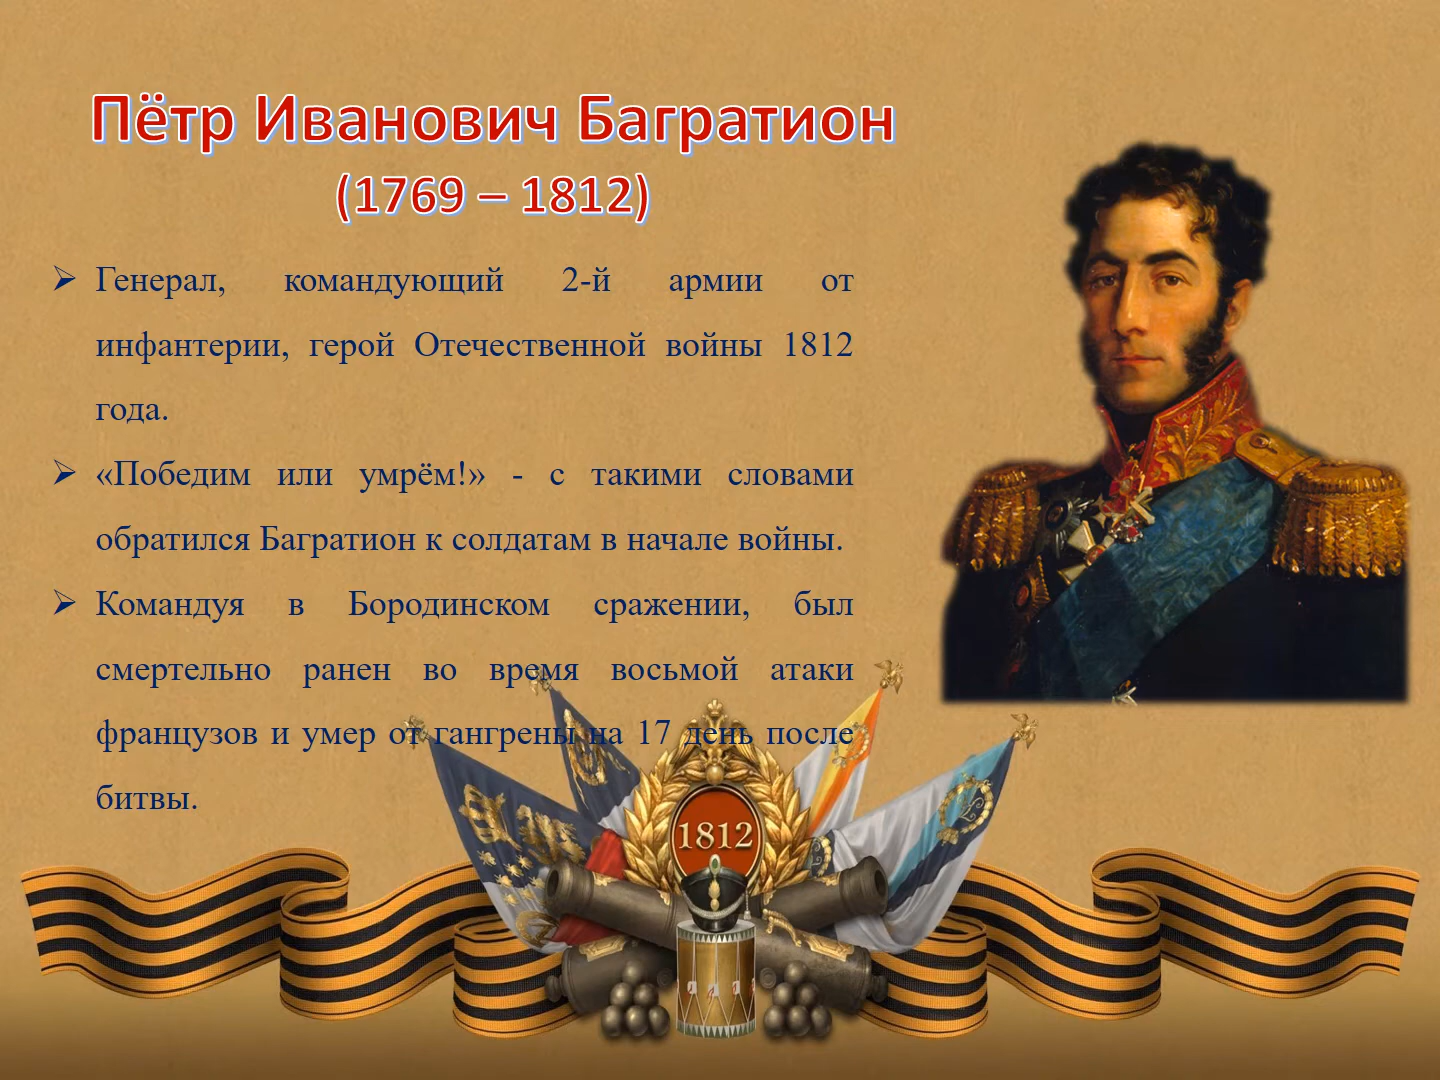 Пётр Иванович Багратион
(1769 – 1812)
Генерал, командующий 2-й армии от
инфантерии, герой Отечественной войны 1812
года.
«Победим или умрём!» - с такими словами
обратился Багратион к солдатам в начале войны.
Командуя в Бородинском сражении, был
смертельно ранен во время восьмой атаки
французов и умер от гангрены на 17 день после
битвы.
1812